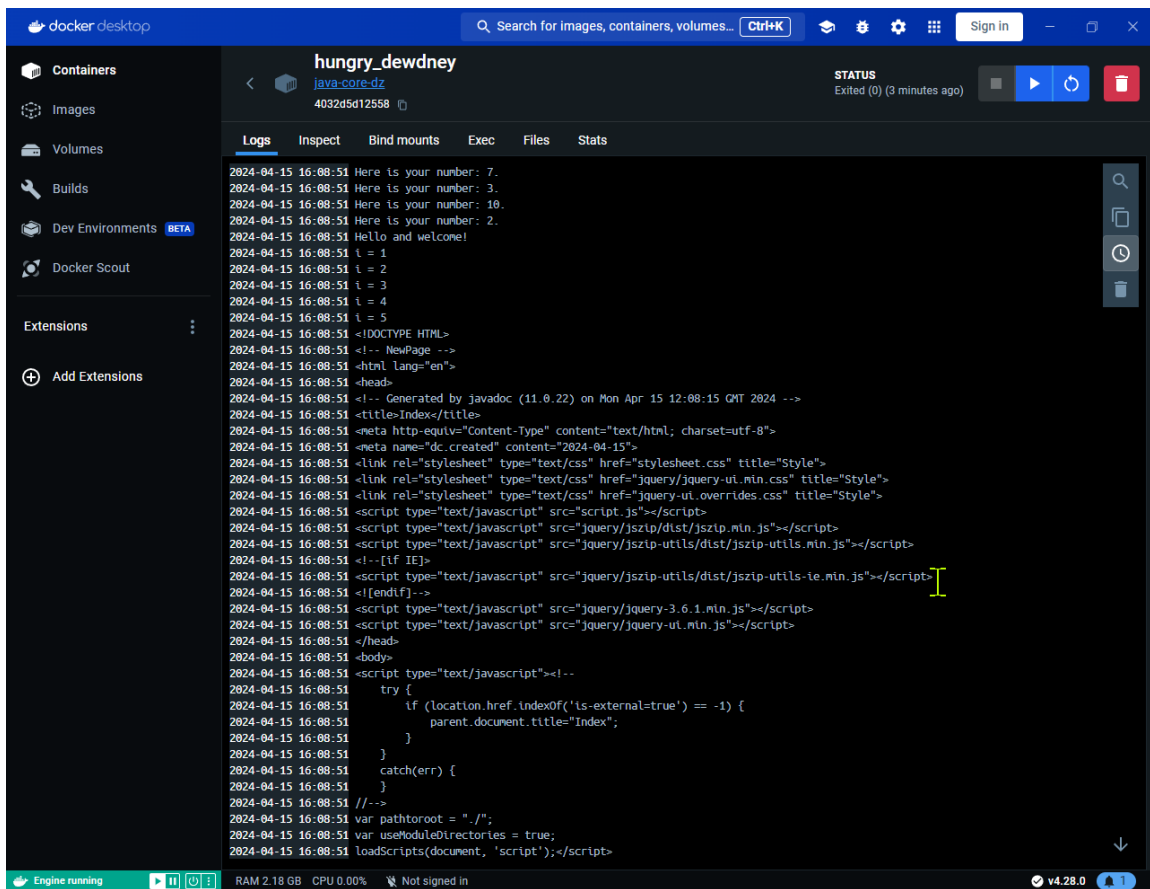 docker desktop
Search for images, containers, volumes... Ctrl+K
Sign in
Containers
Images
Volumes
Builds
Dev Environments BETA
Docker Scout
Extensions
Add Extensions
hungry_dewdney
java-core-dz
4032d5d12558
STATUS
Exited (0) (3 minutes ago)
Logs Inspect Bind mounts Exec Files Stats
2024-04-15 16:08:51 Here is your number: 7.
2024-04-15 16:08:51 Here is your number: 3.
2024-04-15 16:08:51 Here is your number: 10.
2024-04-15 16:08:51 Here is your number: 2.
2024-04-15 16:08:51 Hello and welcome!
2024-04-15 16:08:51 i = 1
2024-04-15 16:08:51 i = 2
2024-04-15 16:08:51 i = 3
2024-04-15 16:08:51 i = 4
2024-04-15 16:08:51 i = 5
2024-04-15 16:08:51 <!DOCTYPE HTML>
2024-04-15 16:08:51 <!-- NewPage -->
2024-04-15 16:08:51 <html lang="en">
2024-04-15 16:08:51 <head>
2024-04-15 16:08:51 <!-- Generated by javadoc (11.0.22) on Mon Apr 15 12:08:15 GMT 2024 -->
2024-04-15 16:08:51 <title>Index</title>
2024-04-15 16:08:51 <meta http-equiv="Content-Type" content="text/html; charset=utf-8">
2024-04-15 16:08:51 <meta name="dc.created" content="2024-04-15">
2024-04-15 16:08:51 <link rel="stylesheet" type="text/css" href="stylesheet.css" title="Style">
2024-04-15 16:08:51 <link rel="stylesheet" type="text/css" href="jquery/jquery-ui.min.css" title="Style">
2024-04-15 16:08:51 <link rel="stylesheet" type="text/css" href="jquery-ui.overrides.css" title="Style">
2024-04-15 16:08:51 <script type="text/javascript" src="script.js"></script>
2024-04-15 16:08:51 <script type="text/javascript" src="jquery/jszip/dist/jszip.min.js"></script>
2024-04-15 16:08:51 <script type="text/javascript" src="jquery/jszip-utils/dist/jszip-utils.min.js"></script>
2024-04-15 16:08:51 <!--[if IE]>
2024-04-15 16:08:51 <script type="text/javascript" src="jquery/jszip-utils/dist/jszip-utils-ie.min.js"></script>
2024-04-15 16:08:51 <![endif]-->
2024-04-15 16:08:51 <script type="text/javascript" src="jquery/jquery-3.6.1.min.js"></script>
2024-04-15 16:08:51 <script type="text/javascript" src="jquery/jquery-ui.min.js"></script>
2024-04-15 16:08:51 </head>
2024-04-15 16:08:51 <body>
2024-04-15 16:08:51 <script type="text/javascript"><!--
2024-04-15 16:08:51     try {
2024-04-15 16:08:51         if (location.href.indexOf('is-external=true') == -1) {
2024-04-15 16:08:51             parent.document.title="Index";
2024-04-15 16:08:51         }
2024-04-15 16:08:51     }
2024-04-15 16:08:51     catch(err) {
2024-04-15 16:08:51     }
2024-04-15 16:08:51 //-->
2024-04-15 16:08:51 var pathtoroot = "./";
2024-04-15 16:08:51 var useModuleDirectories = true;
2024-04-15 16:08:51 loadScripts(document, 'script');</script>
Engine running
RAM 2.18 GB CPU 0.00% Not signed in
v4.28.0
1